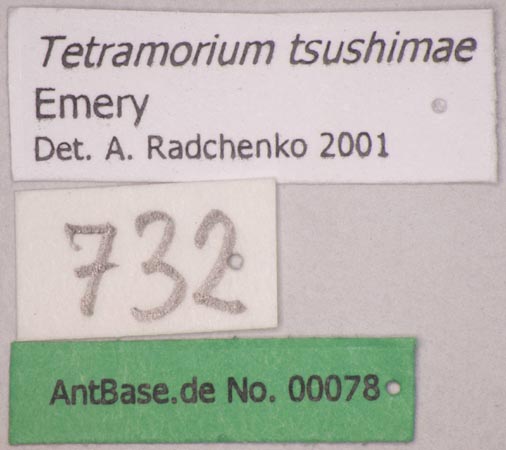 Tetramorium tsushimae
Emery
Det. A. Radchenko 2001
732
AntBase.de No. 00078